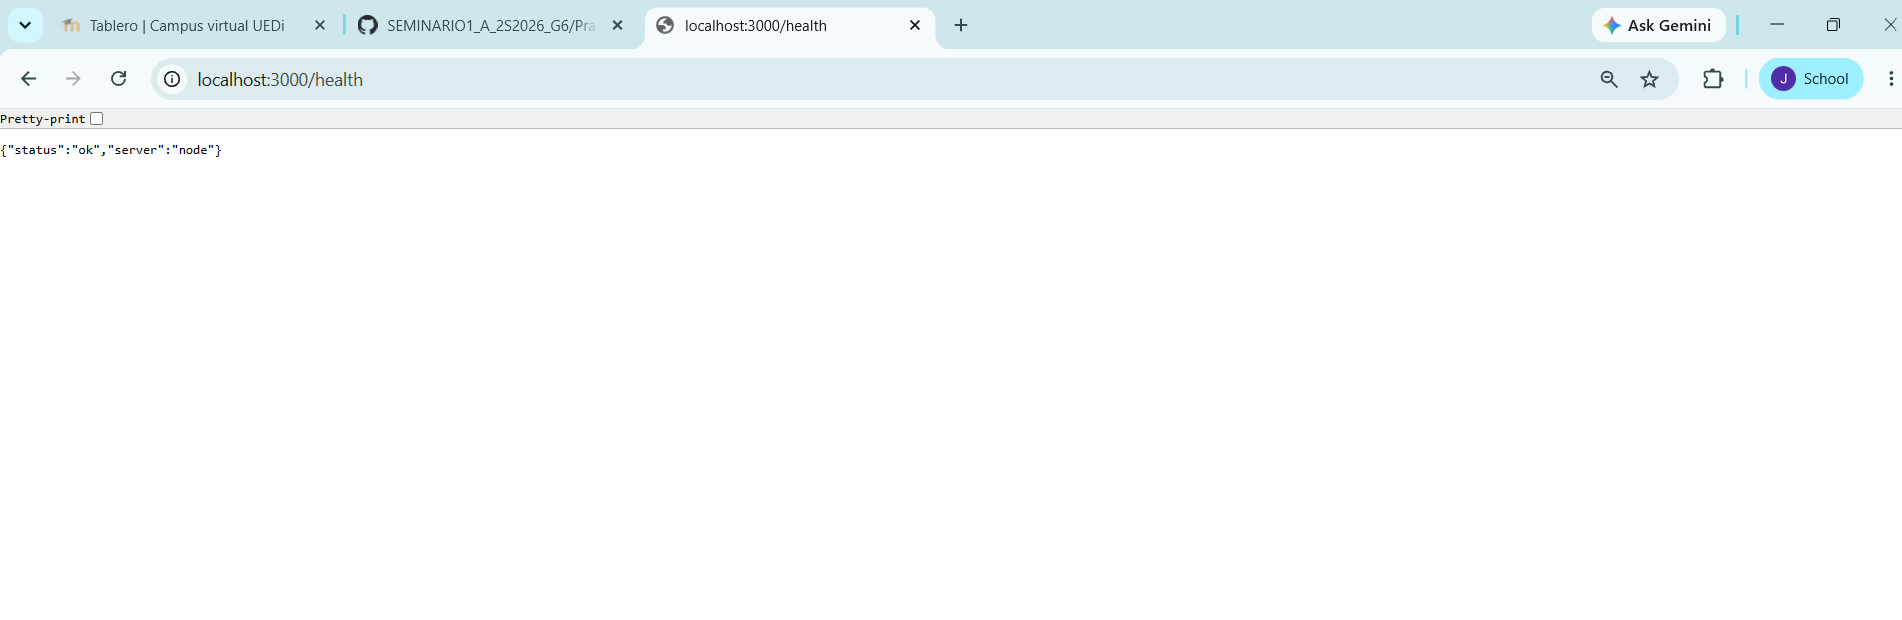 Tablero | Campus virtual UEDi
SEMINARIO1_A_2S2026_G6/Pra
localhost:3000/health
Ask Gemini
localhost:3000/health
J School
Pretty-print
{"status":"ok","server":"node"}